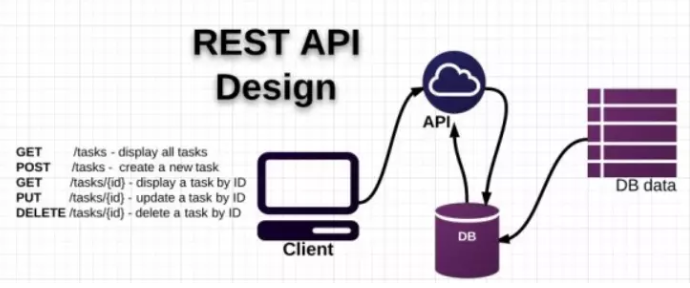 REST API
Design
GET /tasks - display all tasks
POST /tasks - create a new task
GET /tasks/{id} - display a task by ID
PUT /tasks/{id} - update a task by ID
DELETE /tasks/{id} - delete a task by ID
Client
API
DB
DB data